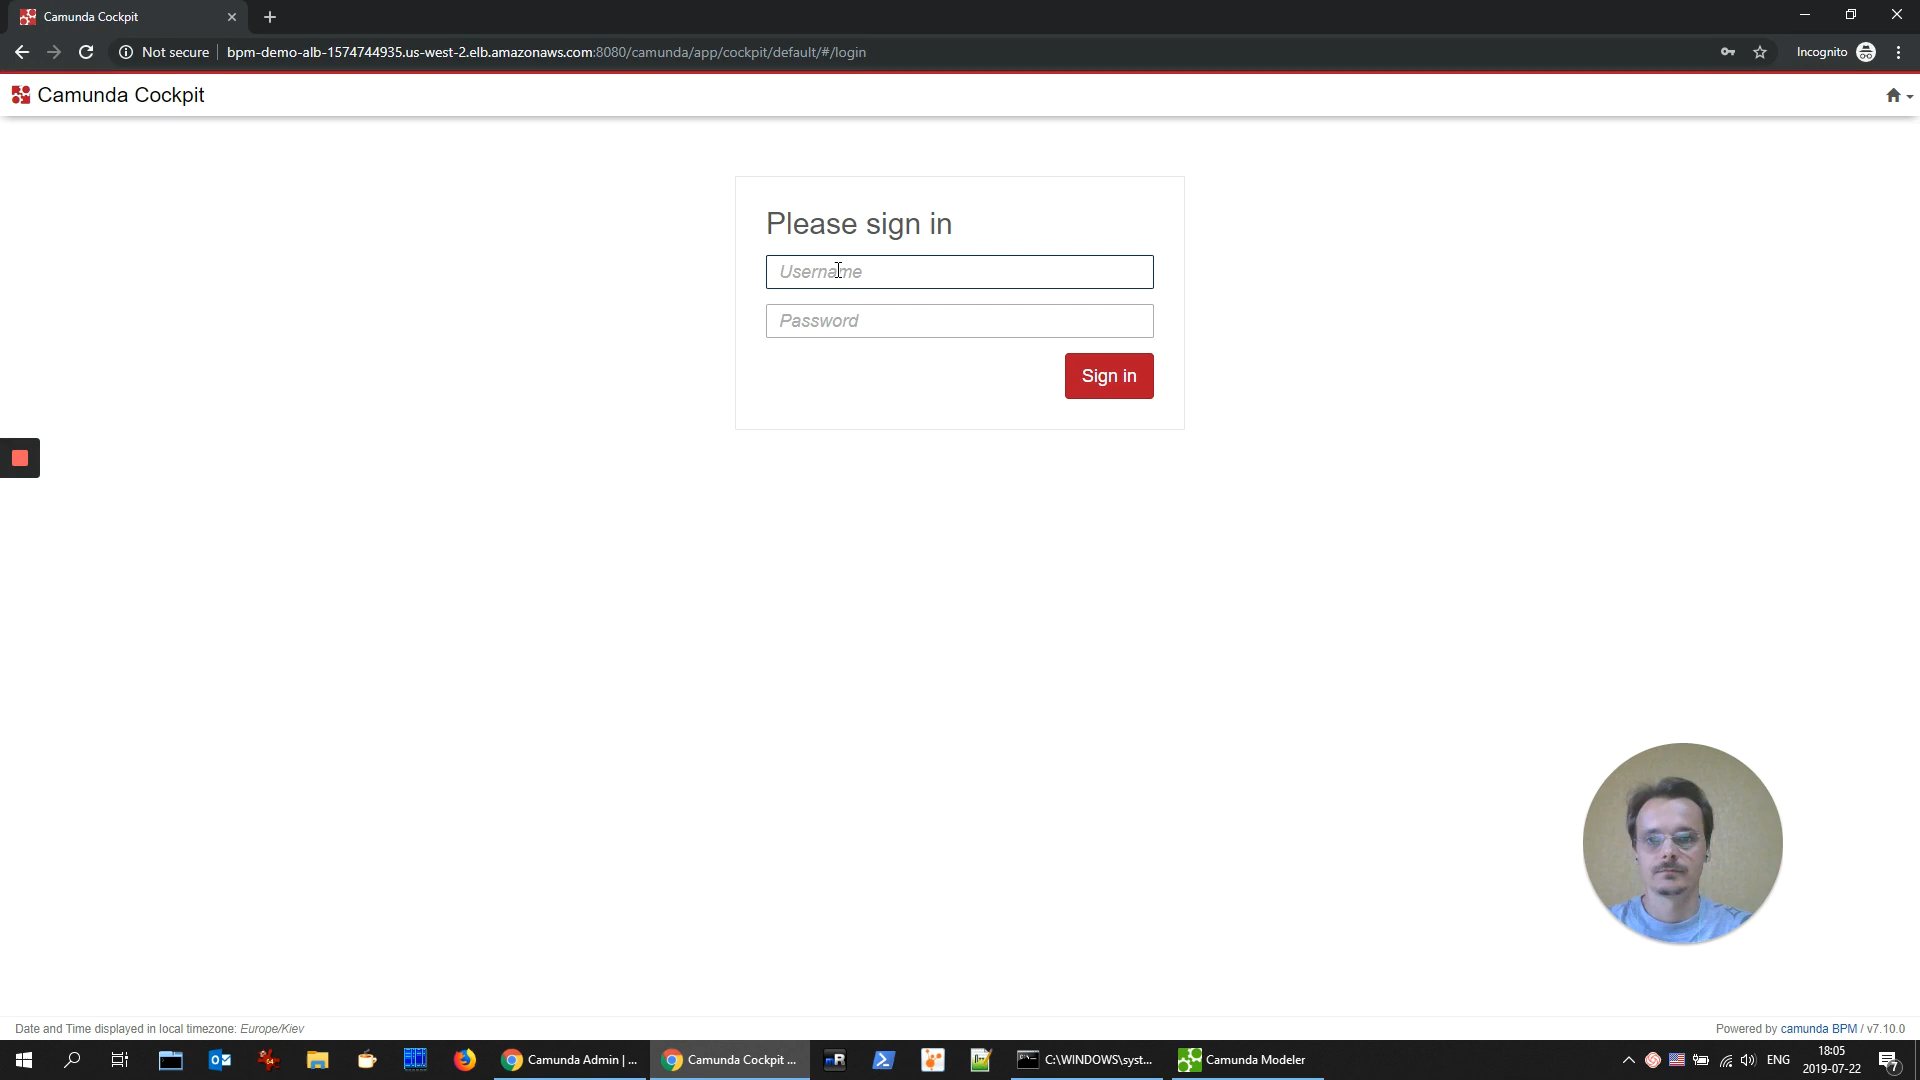 Camunda Cockpit
Not secure
bpm-demo-alb-1574744935.us-west-2.elb.amazonaws.com:8080/camunda/app/cockpit/default/#/login
Incognito
Camunda Cockpit
Please sign in
Username
Password
Sign in
Date and Time displayed in local timezone: Europe/Kiev
Powered by camunda BPM / v7.10.0
64
mR
Camunda Admin | ...
Camunda Cockpit ...
C:\WINDOWS\syst...
Camunda Modeler
ENG
18:05
2019-07-22
7